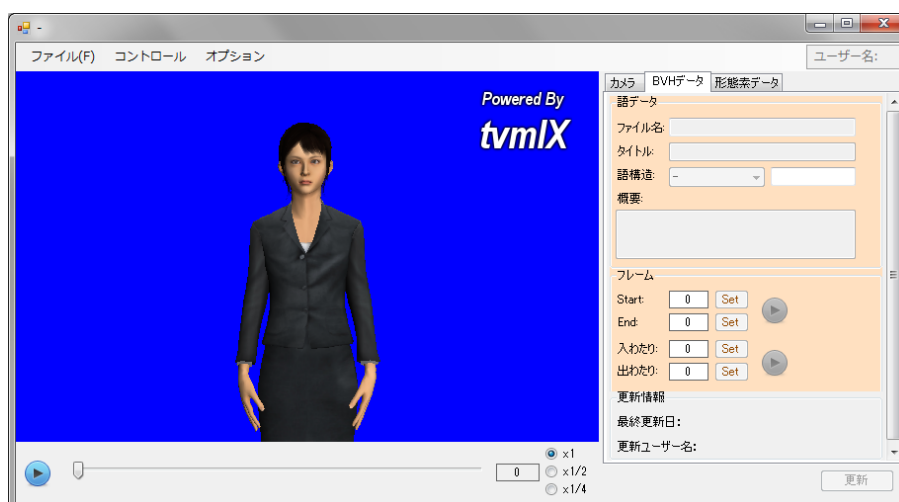 -
ファイル(F) コントロール オプション ユーザー名:
Powered By
tvmlX
カメラ BVHデータ 形態素データ
語データ
ファイル名:
タイトル:
語構造: -
概要:
フレーム
Start: 0 Set
End: 0 Set
入わたり: 0 Set
出わたり: 0 Set
更新情報
最終更新日:
更新ユーザー名:
0
x1
x1/2
x1/4
更新